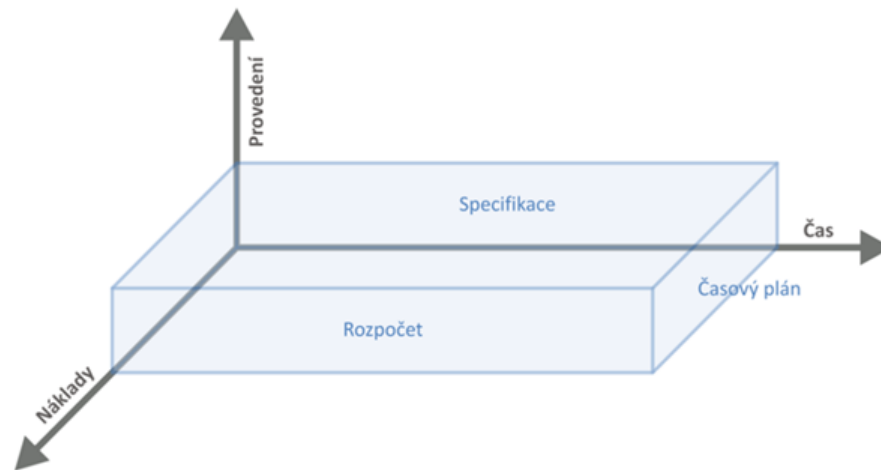 Provedení
Specifikace
Čas
Časový plán
Rozpočet
Náklady